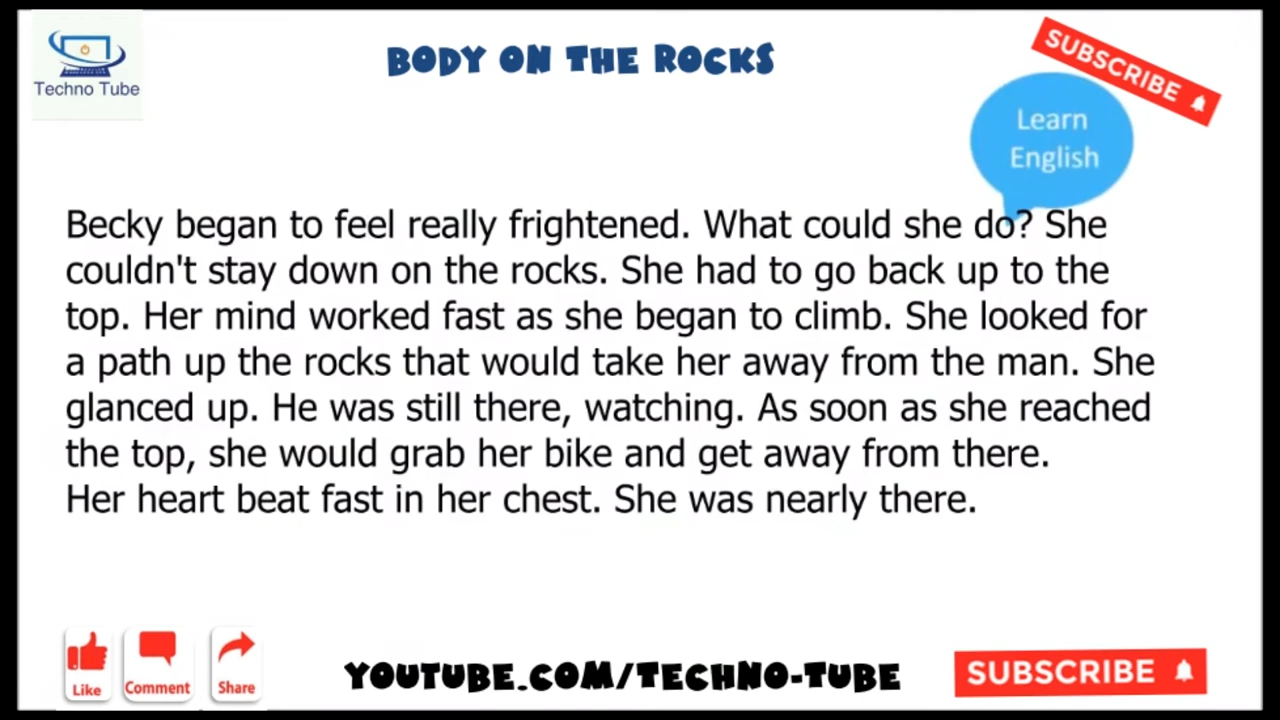 Techno Tube
BODY ON THE ROCKS
SUBSCRIBE
Learn
English
Becky began to feel really frightened. What could she do? She
couldn't stay down on the rocks. She had to go back up to the
top. Her mind worked fast as she began to climb. She looked for
a path up the rocks that would take her away from the man. She
glanced up. He was still there, watching. As soon as she reached
the top, she would grab her bike and get away from there.
Her heart beat fast in her chest. She was nearly there.
Like
Comment
Share
YOUTUBE.COM/TECHNO-TUBE
SUBSCRIBE